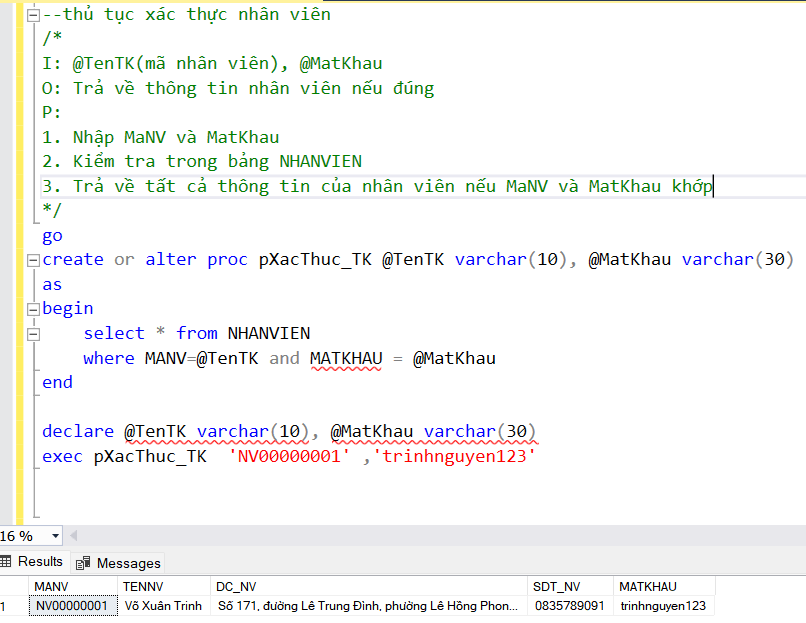 --thủ tục xác thực nhân viên
/*
I: @TenTK(mã nhân viên), @MatKhau
O: Trả về thông tin nhân viên nếu đúng
P:
1. Nhập MaNV và MatKhau
2. Kiểm tra trong bảng NHANVIEN
3. Trả về tất cả thông tin của nhân viên nếu MaNV và MatKhau khớp
*/
go
create or alter proc pXacThuc_TK @TenTK varchar(10), @MatKhau varchar(30)
as
begin
select * from NHANVIEN
where MANV=@TenTK and MATKHAU = @MatKhau
end
declare @TenTK varchar(10), @MatKhau varchar(30)
exec pXacThuc_TK 'NV00000001' ,'trinhnguyen123'
16 %
Results Messages
MANV TENNV DC_NV SDT_NV MATKHAU
1 NV00000001 Võ Xuân Trinh Số 171, đường Lê Trung Đình, phường Lê Hồng Phon... 0835789091 trinhnguyen123